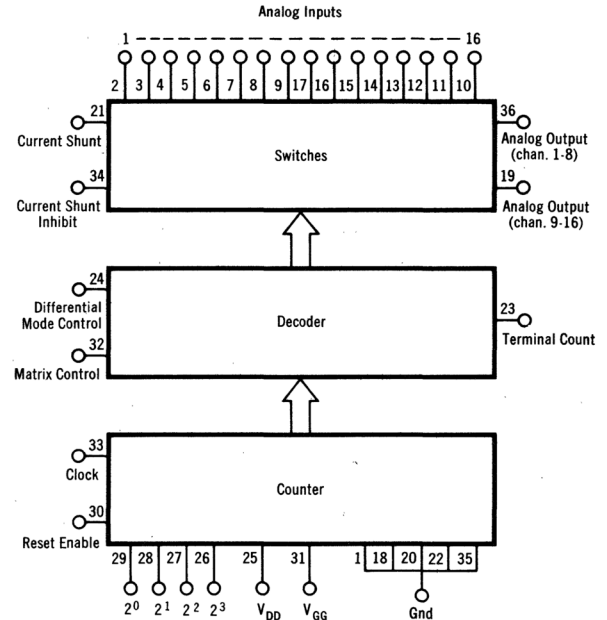 Analog Inputs
1 16
2 3 4 5 6 7 8 9 17 16 15 14 13 12 11 10
21
Current Shunt
34
Current Shunt
Inhibit
Switches
36
Analog Output
(chan. 1-8)
19
Analog Output
(chan. 9-16)
24
Differential
Mode Control
32
Matrix Control
Decoder
23
Terminal Count
33
Clock
30
Reset Enable
Counter
29 28 27 26 25 31 1 18 20 22 35
2⁰ 2¹ 2² 2³ V_DD V_GG Gnd